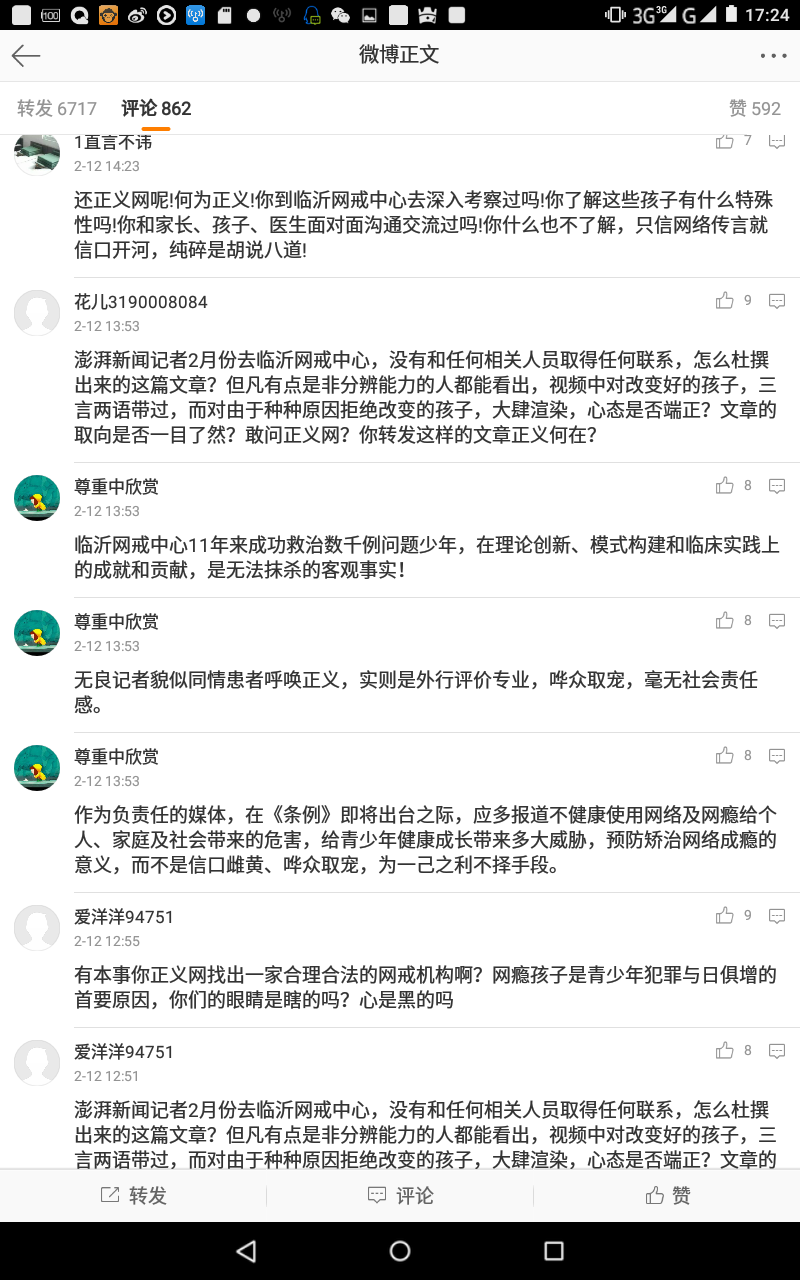 100
3G
3G
G
17:24
微博正文
转发 6717
评论 862
赞 592
1直言不讳
7
2-12 14:23
还正义网呢!何为正义!你到临沂网戒中心去深入考察过吗!你了解这些孩子有什么特殊
性吗!你和家长、孩子、医生面对面沟通交流过吗!你什么也不了解，只信网络传言就
信口开河，纯碎是胡说八道!
花儿3190008084
9
2-12 13:53
澎湃新闻记者2月份去临沂网戒中心，没有和任何相关人员取得任何联系，怎么杜撰
出来的这篇文章？但凡有点是非分辨能力的人都能看出，视频中对改变好的孩子，三
言两语带过，而对由于种种原因拒绝改变的孩子，大肆渲染，心态是否端正？文章的
取向是否一目了然？敢问正义网？你转发这样的文章正义何在？
尊重中欣赏
8
2-12 13:53
临沂网戒中心11年来成功救治数千例问题少年，在理论创新、模式构建和临床实践上
的成就和贡献，是无法抹杀的客观事实！
尊重中欣赏
8
2-12 13:53
无良记者貌似同情患者呼唤正义，实则是外行评价专业，哗众取宠，毫无社会责任
感。
尊重中欣赏
8
2-12 13:53
作为负责任的媒体，在《条例》即将出台之际，应多报道不健康使用网络及网瘾给个
人、家庭及社会带来的危害，给青少年健康成长带来多大威胁，预防矫治网络成瘾的
意义，而不是信口雌黄、哗众取宠，为一己之利不择手段。
爱洋洋94751
9
2-12 12:55
有本事你正义网找出一家合理合法的网戒机构啊？网瘾孩子是青少年犯罪与日俱增的
首要原因，你们的眼睛是瞎的吗？心是黑的吗
爱洋洋94751
8
2-12 12:51
澎湃新闻记者2月份去临沂网戒中心，没有和任何相关人员取得任何联系，怎么杜撰
出来的这篇文章？但凡有点是非分辨能力的人都能看出，视频中对改变好的孩子，三
言两语带过，而对由于种种原因拒绝改变的孩子，大肆渲染，心态是否端正？文章的
转发
评论
赞